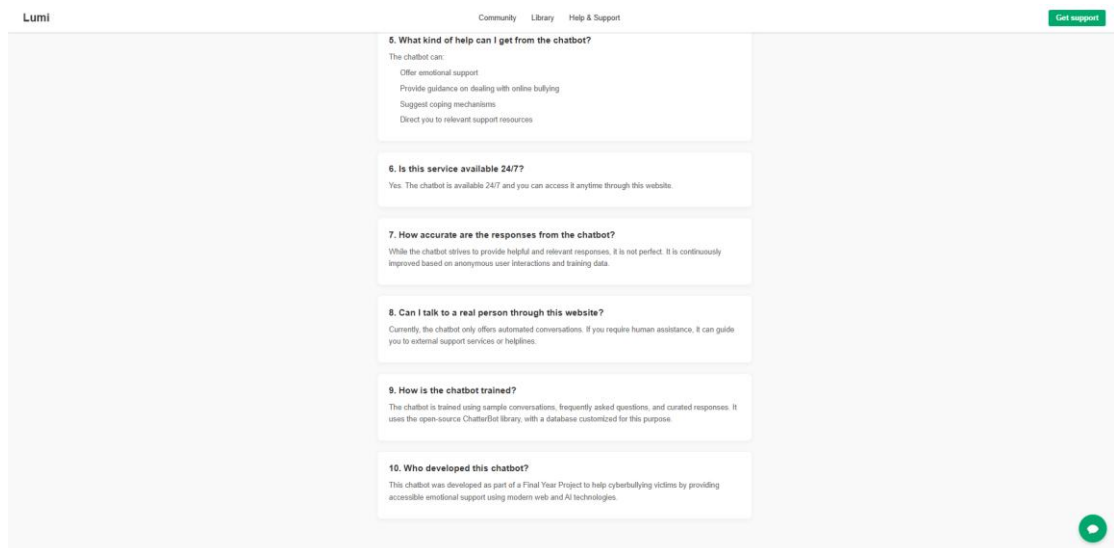 Lumi
Community Library Help & Support
Get support
5. What kind of help can I get from the chatbot?
The chatbot can:
Offer emotional support
Provide guidance on dealing with online bullying
Suggest coping mechanisms
Direct you to relevant support resources
6. Is this service available 24/7?
Yes. The chatbot is available 24/7 and you can access it anytime through this website.
7. How accurate are the responses from the chatbot?
While the chatbot strives to provide helpful and relevant responses, it is not perfect. It is continuously
improved based on anonymous user interactions and training data.
8. Can I talk to a real person through this website?
Currently, the chatbot only offers automated conversations. If you require human assistance, it can guide
you to external support services or helplines.
9. How is the chatbot trained?
The chatbot is trained using sample conversations, frequently asked questions, and curated responses. It
uses the open-source ChatterBot library, with a database customized for this purpose.
10. Who developed this chatbot?
This chatbot was developed as part of a Final Year Project to help cyberbullying victims by providing
accessible emotional support using modern web and AI technologies.